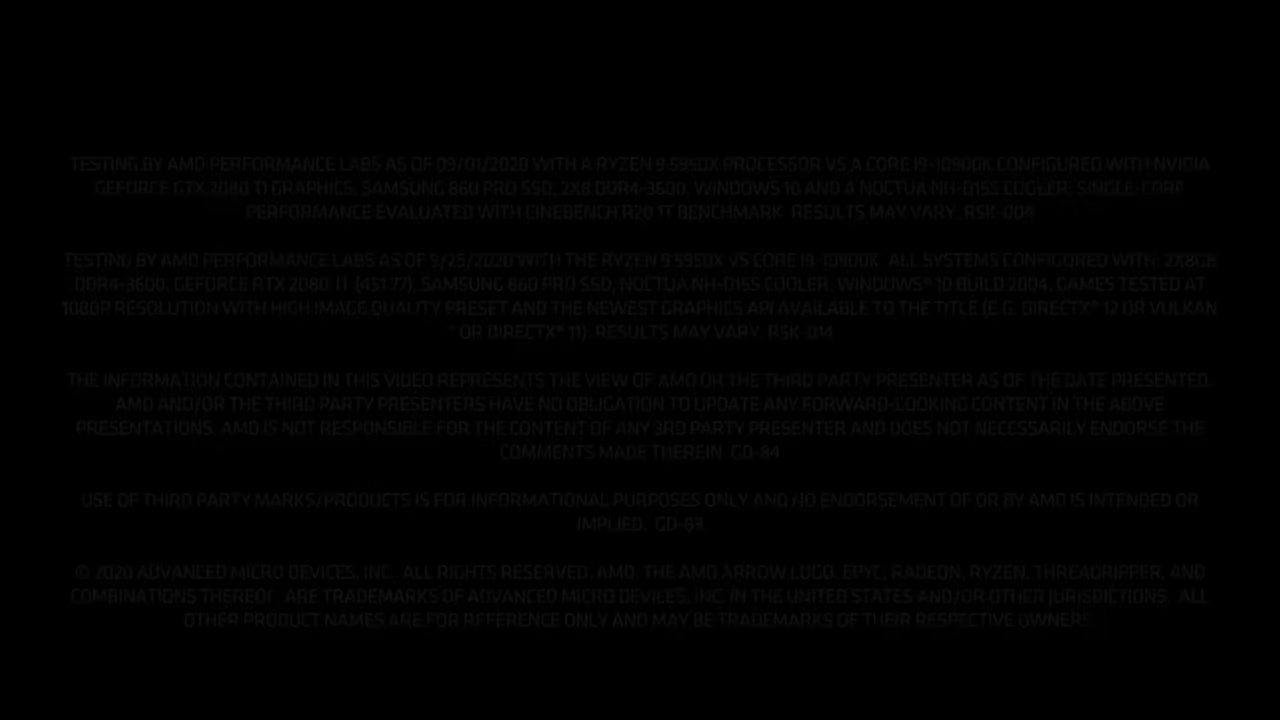 TESTING BY AMD PERFORMANCE LABS AS OF 09/01/2020 WITH A RYZEN 9 5950X PROCESSOR VS A CORE I9-10900K CONFIGURED WITH NVIDIA
GEFORCE GTX 2080 TI GRAPHICS, SAMSUNG 860 PRO SSD, 2X8 DDR4-3600, WINDOWS 10 AND A NOCTUA NH-D15S COOLER. SINGLE-CORE
PERFORMANCE EVALUATED WITH CINEBENCH R20 1T BENCHMARK. RESULTS MAY VARY. RSK-004
TESTING BY AMD PERFORMANCE LABS AS OF 9/25/2020 WITH THE RYZEN 9 5950X VS CORE I9-10900K. ALL SYSTEMS CONFIGURED WITH: 2X8GB
DDR4-3600, GEFORCE RTX 2080 TI (451.77), SAMSUNG 860 PRO SSD, NOCTUA NH-D15S COOLER, WINDOWS® 10 BUILD 2004. GAMES TESTED AT
1080P RESOLUTION WITH HIGH IMAGE QUALITY PRESET AND THE NEWEST GRAPHICS API AVAILABLE TO THE TITLE (E.G. DIRECTX® 12 OR VULKAN
™ OR DIRECTX® 11). RESULTS MAY VARY. RSK-014
THE INFORMATION CONTAINED IN THIS VIDEO REPRESENTS THE VIEW OF AMD OR THE THIRD PARTY PRESENTER AS OF THE DATE PRESENTED.
AMD AND/OR THE THIRD PARTY PRESENTERS HAVE NO OBLIGATION TO UPDATE ANY FORWARD-LOOKING CONTENT IN THE ABOVE
PRESENTATIONS. AMD IS NOT RESPONSIBLE FOR THE CONTENT OF ANY 3RD PARTY PRESENTER AND DOES NOT NECESSARILY ENDORSE THE
COMMENTS MADE THEREIN. GD-84
USE OF THIRD PARTY MARKS/PRODUCTS IS FOR INFORMATIONAL PURPOSES ONLY AND NO ENDORSEMENT OF OR BY AMD IS INTENDED OR
IMPLIED. GD-83
© 2020 ADVANCED MICRO DEVICES, INC. ALL RIGHTS RESERVED. AMD, THE AMD ARROW LOGO, EPYC, RADEON, RYZEN, THREADRIPPER, AND
COMBINATIONS THEREOF, ARE TRADEMARKS OF ADVANCED MICRO DEVICES, INC. IN THE UNITED STATES AND/OR OTHER JURISDICTIONS. ALL
OTHER PRODUCT NAMES ARE FOR REFERENCE ONLY AND MAY BE TRADEMARKS OF THEIR RESPECTIVE OWNERS.